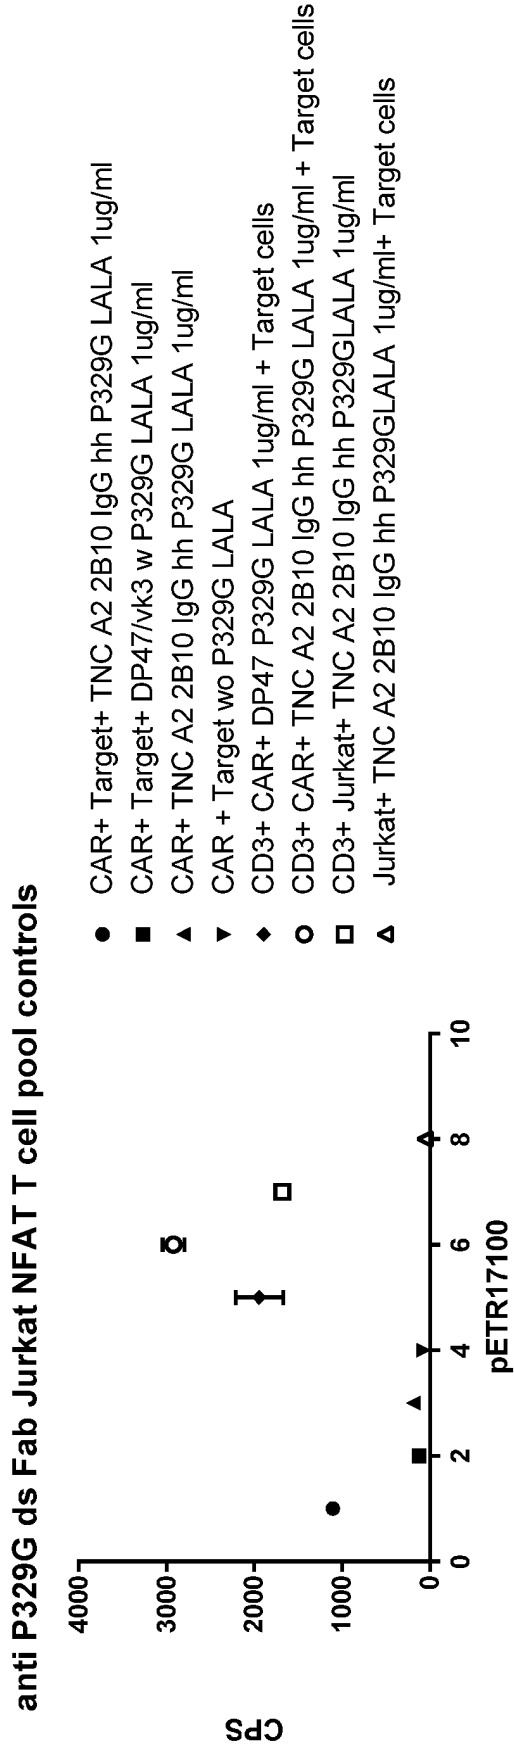 anti P329G ds Fab Jurkat NFAT T cell pool controls
CPS
4000
3000
2000
1000
0
0 2 4 6 8 10
pETR17100
CAR+ Target+ TNC A2 2B10 IgG hh P329G LALA 1ug/ml
CAR+ Target+ DP47/vk3 w P329G LALA 1ug/ml
CAR+ TNC A2 2B10 IgG hh P329G LALA 1ug/ml
CAR + Target wo P329G LALA
CD3+ CAR+ DP47 P329G LALA 1ug/ml + Target cells
CD3+ CAR+ TNC A2 2B10 IgG hh P329G LALA 1ug/ml + Target cells
CD3+ Jurkat+ TNC A2 2B10 IgG hh P329GLALA 1ug/ml
Jurkat+ TNC A2 2B10 IgG hh P329GLALA 1ug/ml+ Target cells